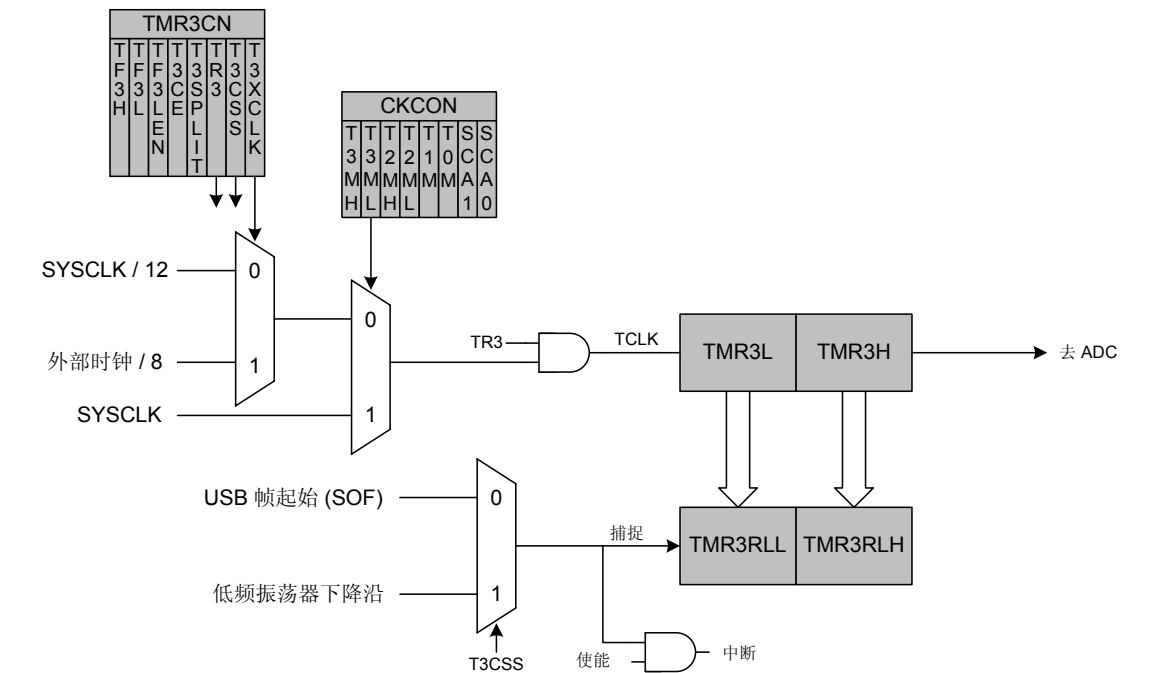 TMR3CN
TF3H
TF3L
TF3LEN
T3CE
T3SPLIT
TR3
T3CSS
T3XCLK
CKCON
T3MH
T3ML
T2MH
T2ML
T1M
T0M
SCA1
SCA0
SYSCLK / 12
0
外部时钟 / 8
1
SYSCLK
0
1
TR3
TCLK
TMR3L
TMR3H
去 ADC
USB 帧起始 (SOF)
0
低频振荡器下降沿
1
T3CSS
捕捉
TMR3RLL
TMR3RLH
使能
中断